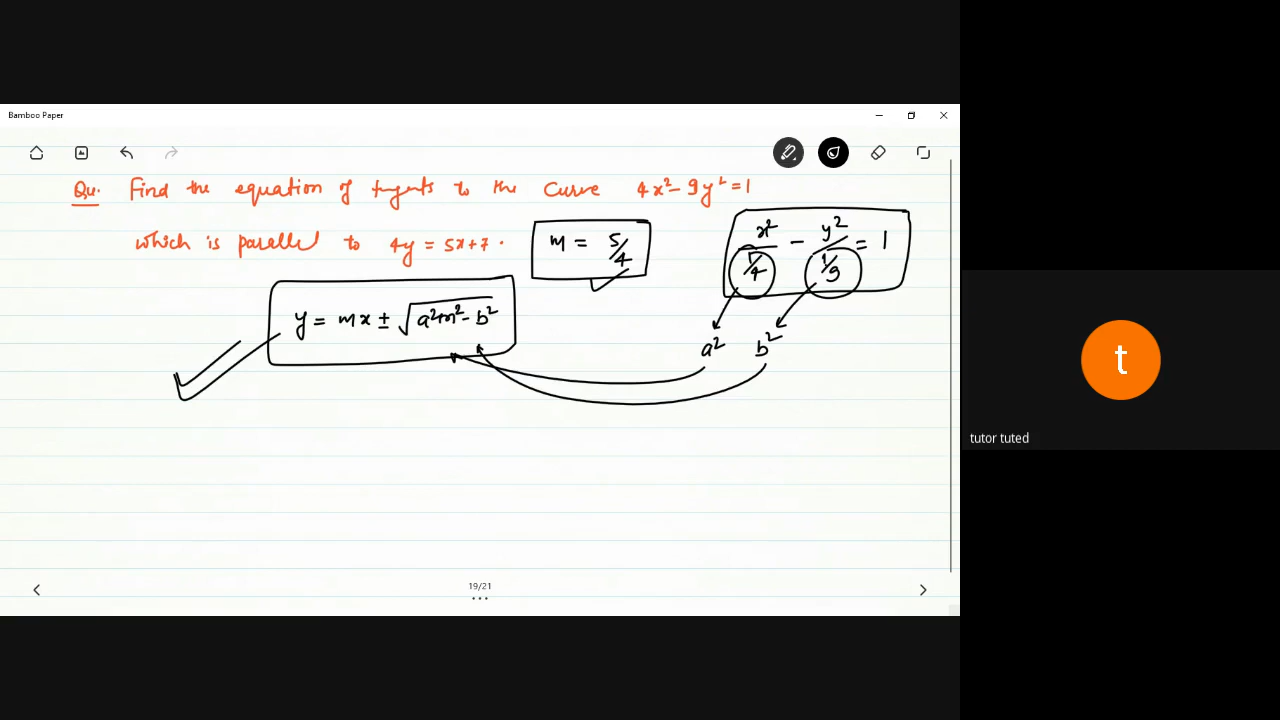 Bamboo Paper
Qu. Find the equation of tangents to the curve 4x² - 9y² = 1
which is parallel to 4y = 5x+7.
m = 5/4
x²/(1/4) - y²/(1/9) = 1
y = mx ± √(a²m² - b²)
a² b²
t
tutor tuted
19/21